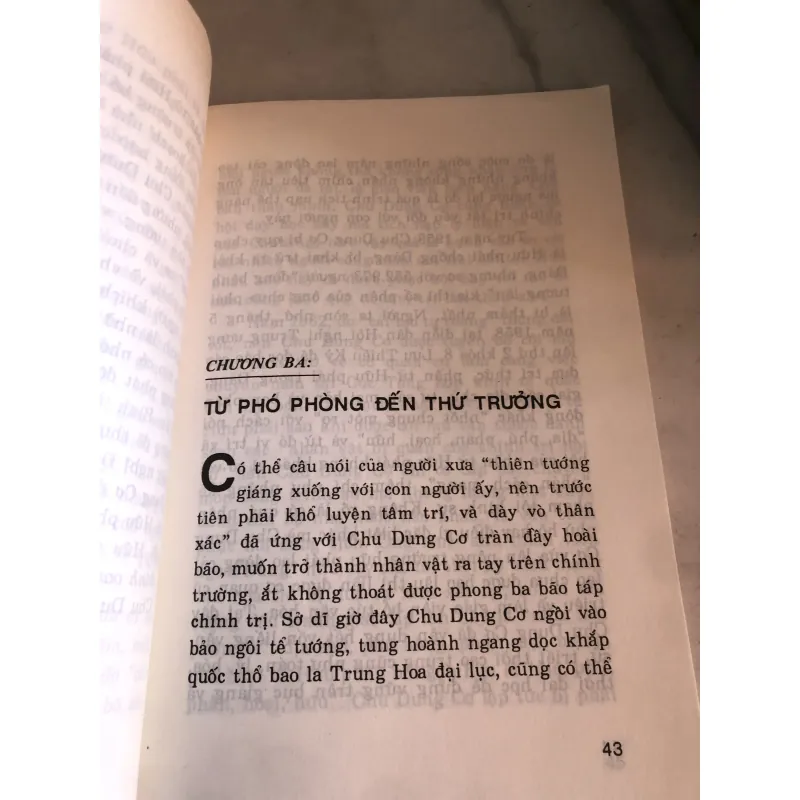 CHƯƠNG BA:
TỪ PHÓ PHÒNG ĐẾN THỨ TRƯỞNG
Có thể câu nói của người xưa “thiên tướng
giáng xuống với con người ấy, nên trước
tiên phải khổ luyện tâm trí, và dày vò thân
xác” đã ứng với Chu Dung Cơ tràn đầy hoài
bão, muốn trở thành nhân vật ra tay trên chính
trường, ắt không thoát được phong ba bão táp
chính trị. Sở dĩ giờ đây Chu Dung Cơ ngồi vào
bảo ngôi tể tướng, tung hoành ngang dọc khắp
quốc thổ bao la Trung Hoa đại lục, cũng có thể
43